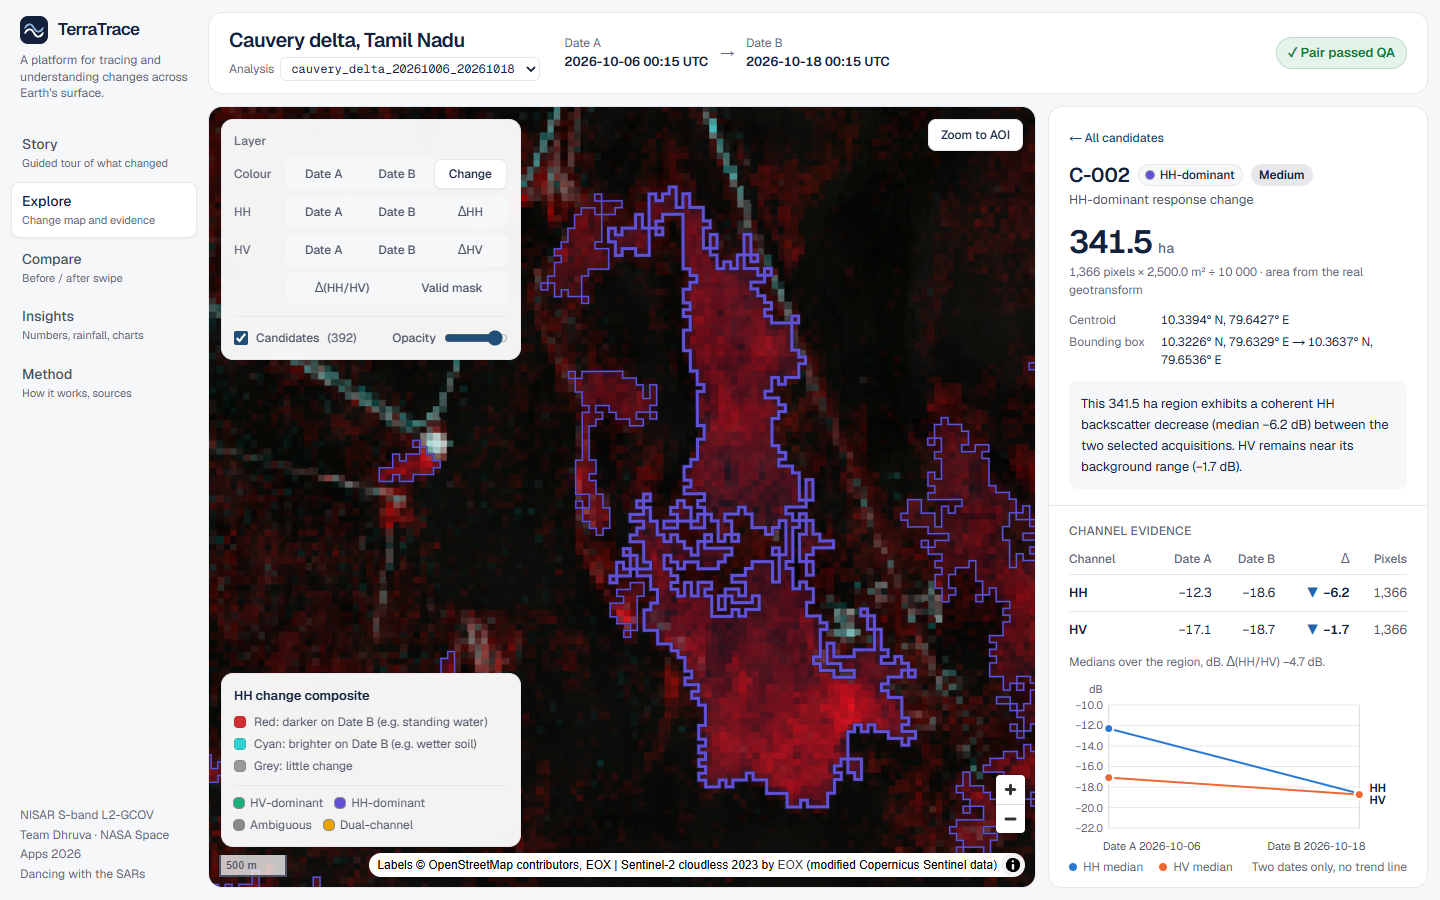 TerraTrace
A platform for tracing and
understanding changes across
Earth's surface.
Story
Guided tour of what changed
Explore
Change map and evidence
Compare
Before / after swipe
Insights
Numbers, rainfall, charts
Method
How it works, sources
NISAR S-band L2-GCOV
Team Dhruva · NASA Space
Apps 2026
Dancing with the SARs
Cauvery delta, Tamil Nadu
Analysis cauvery_delta_20261006_20261018
Date A
2026-10-06 00:15 UTC
→
Date B
2026-10-18 00:15 UTC
✓ Pair passed QA
Layer
Colour Date A Date B Change
HH Date A Date B ΔHH
HV Date A Date B ΔHV
Δ(HH/HV) Valid mask
Candidates (392) Opacity
Zoom to AOI
HH change composite
Red: darker on Date B (e.g. standing water)
Cyan: brighter on Date B (e.g. wetter soil)
Grey: little change
HV-dominant HH-dominant
Ambiguous Dual-channel
+
−
500 m
Labels © OpenStreetMap contributors, EOX | Sentinel-2 cloudless 2023 by EOX (modified Copernicus Sentinel data)
← All candidates
C-002 HH-dominant Medium
HH-dominant response change
341.5 ha
1,366 pixels × 2,500.0 m² ÷ 10 000 · area from the real
geotransform
Centroid 10.3394° N, 79.6427° E
Bounding box 10.3226° N, 79.6329° E → 10.3637° N,
79.6536° E
This 341.5 ha region exhibits a coherent HH
backscatter decrease (median −6.2 dB) between the
two selected acquisitions. HV remains near its
background range (−1.7 dB).
CHANNEL EVIDENCE
Channel Date A Date B Δ Pixels
HH −12.3 −18.6 ▼ −6.2 1,366
HV −17.1 −18.7 ▼ −1.7 1,366
Medians over the region, dB. Δ(HH/HV) −4.7 dB.
dB
−10.0
−12.0
−14.0
−16.0
−18.0
−20.0
−22.0
HH
HV
Date A 2026-10-06 Date B 2026-10-18
HH median HV median Two dates only, no trend line